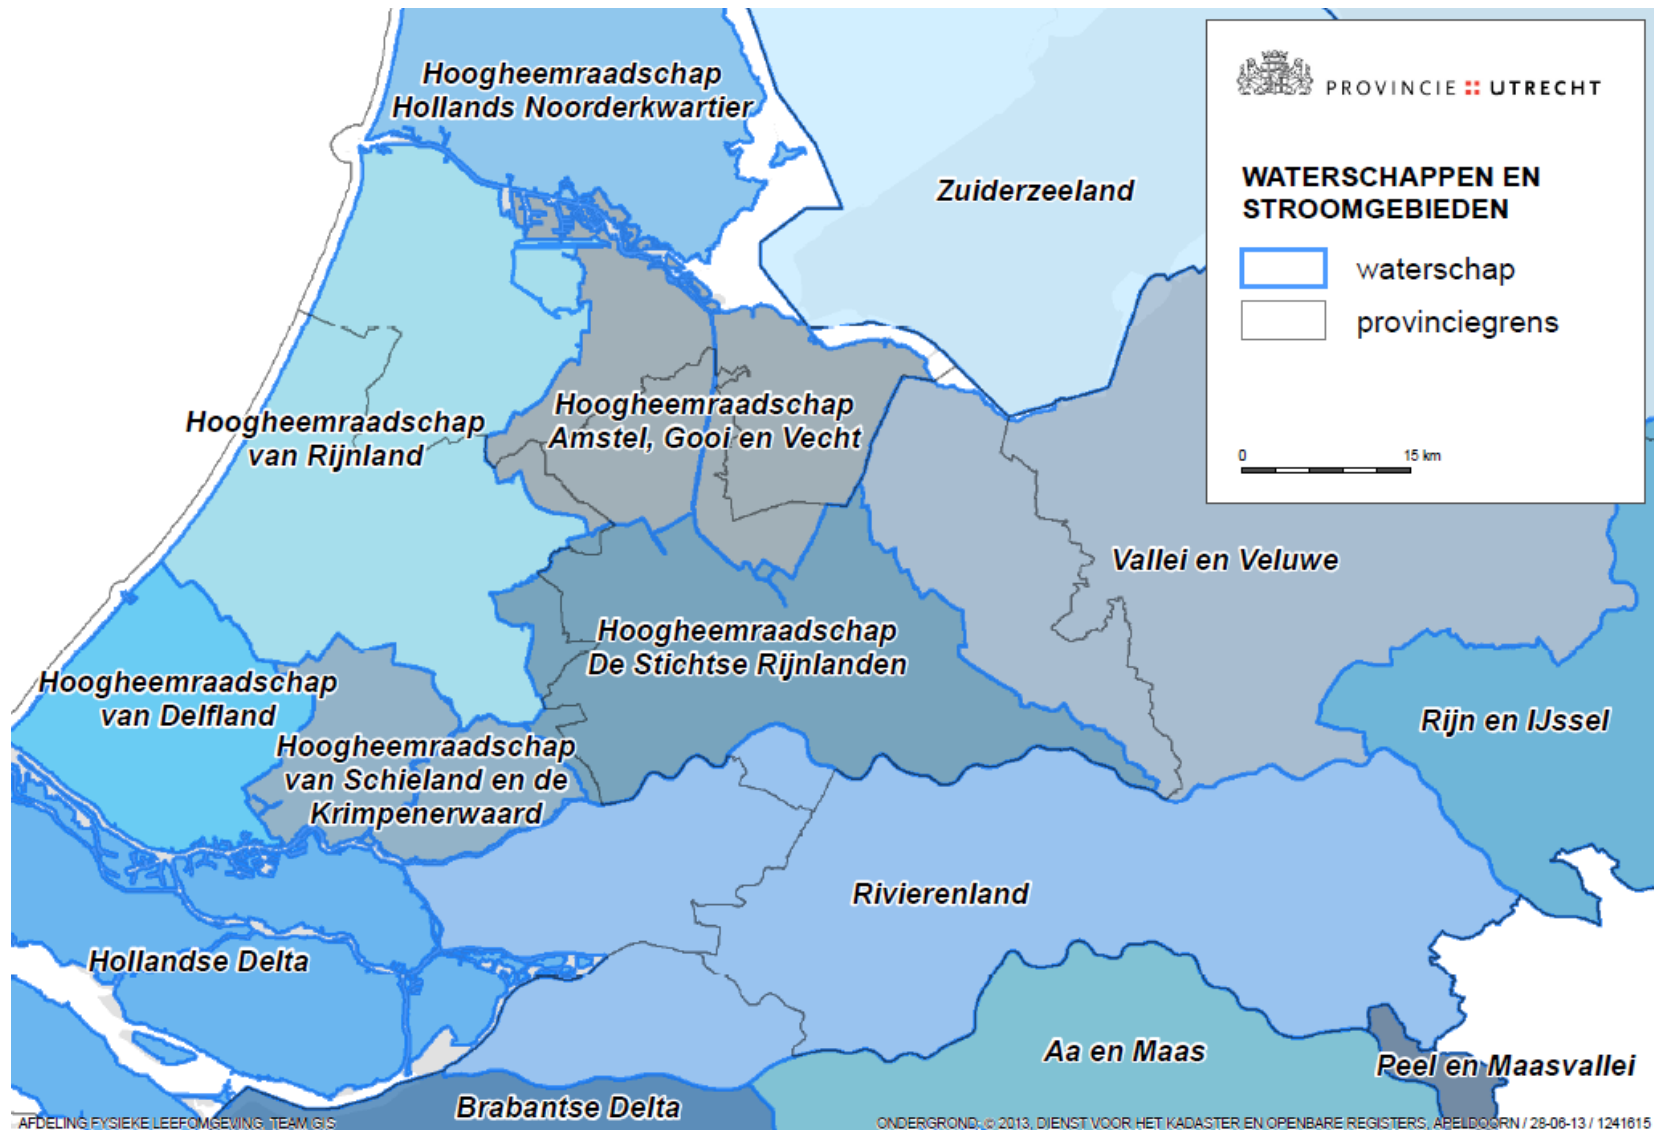 Hoogheemraadschap
Hollands Noorderkwartier
PROVINCIE UTRECHT
WATERSCHAPPEN EN
STROOMGEBIEDEN
waterschap
provinciegrens
0 15 km
Zuiderzeeland
Hoogheemraadschap
van Rijnland
Hoogheemraadschap
Amstel, Gooi en Vecht
Vallei en Veluwe
Hoogheemraadschap
De Stichtse Rijnlanden
Hoogheemraadschap
van Delfland
Rijn en IJssel
Hoogheemraadschap
van Schieland en de
Krimpenerwaard
Rivierenland
Hollandse Delta
Aa en Maas
Peel en Maasvallei
Brabantse Delta
AFDELING FYSIEKE LEEFOMGEVING, TEAM GIS
ONDERGROND: © 2013, DIENST VOOR HET KADASTER EN OPENBARE REGISTERS, APELDOORN / 28-06-13 / 1241615